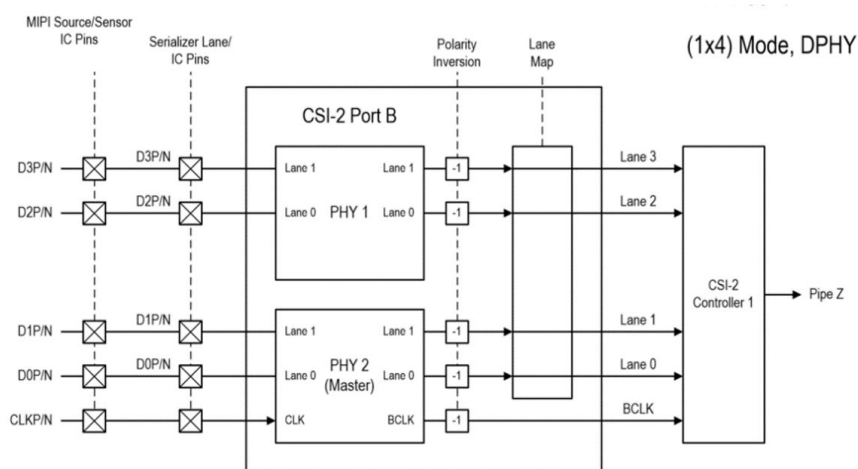 MIPI Source/Sensor
IC Pins
Serializer Lane/
IC Pins
Polarity
Inversion
Lane
Map
(1x4) Mode, DPHY
CSI-2 Port B
D3P/N
D3P/N
Lane 1
Lane 1
-1
Lane 3
D2P/N
D2P/N
Lane 0
PHY 1
Lane 0
-1
Lane 2
CSI-2
Controller 1
Pipe Z
D1P/N
D1P/N
Lane 1
Lane 1
-1
Lane 1
D0P/N
D0P/N
Lane 0
PHY 2
(Master)
Lane 0
-1
Lane 0
CLKP/N
CLK
BCLK
-1
BCLK